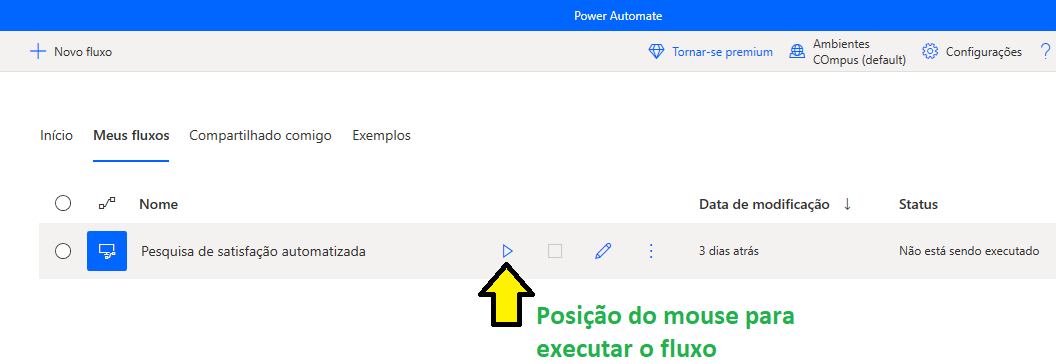 Power Automate
Novo fluxo
Tornar-se premium
Ambientes
COmpus (default)
Configurações
?
Início Meus fluxos Compartilhado comigo Exemplos
Nome Data de modificação ↓ Status
Pesquisa de satisfação automatizada 3 dias atrás Não está sendo executado
Posição do mouse para
executar o fluxo